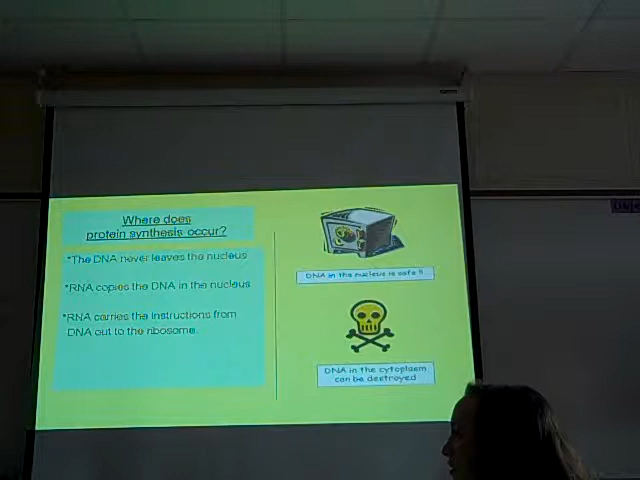 Where does
protein synthesis occur?
*The DNA never leaves the nucleus
*RNA copies the DNA in the nucleus
*RNA carries the instructions from
DNA out to the ribosome.
DNA in the nucleus is safe !!
DNA in the cytoplasm
can be destroyed